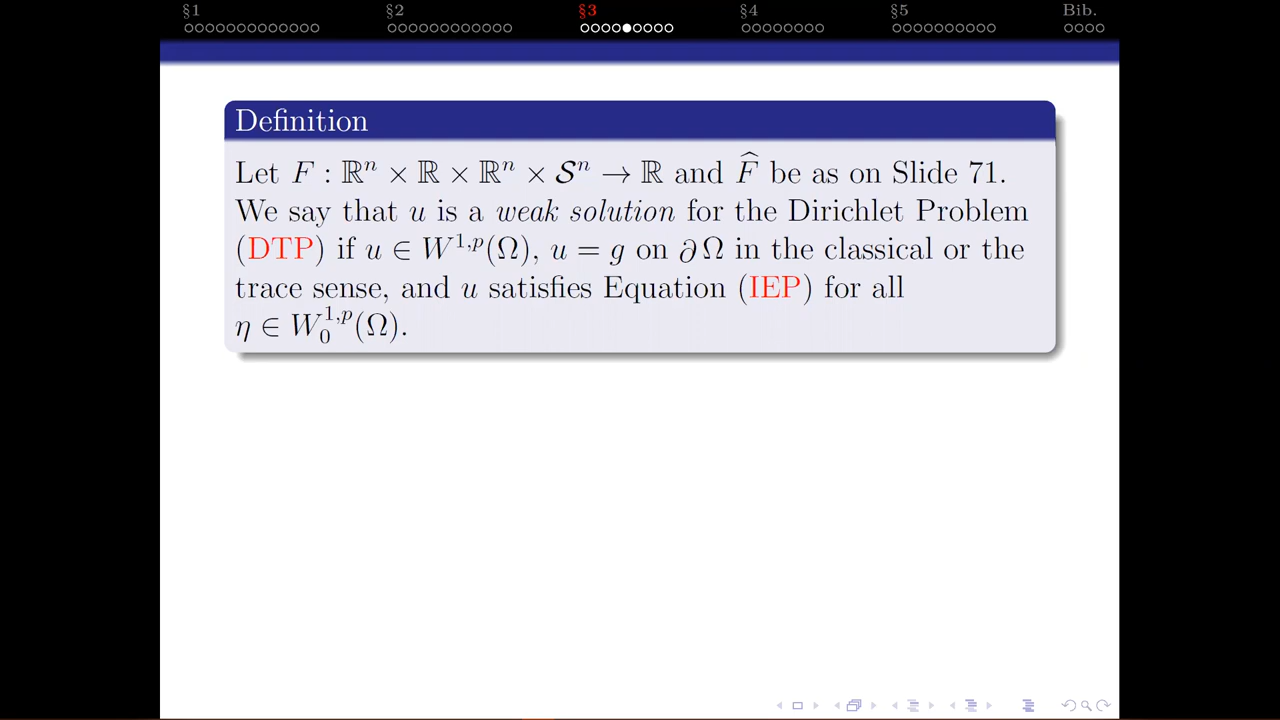 §1 §2 §3 §4 §5 Bib.
Definition
Let F : ℝⁿ × ℝ × ℝⁿ × 𝒮ⁿ → ℝ and F̂ be as on Slide 71.
We say that u is a weak solution for the Dirichlet Problem
(DTP) if u ∈ W^{1,p}(Ω), u = g on ∂Ω in the classical or the
trace sense, and u satisfies Equation (IEP) for all
η ∈ W_0^{1,p}(Ω).